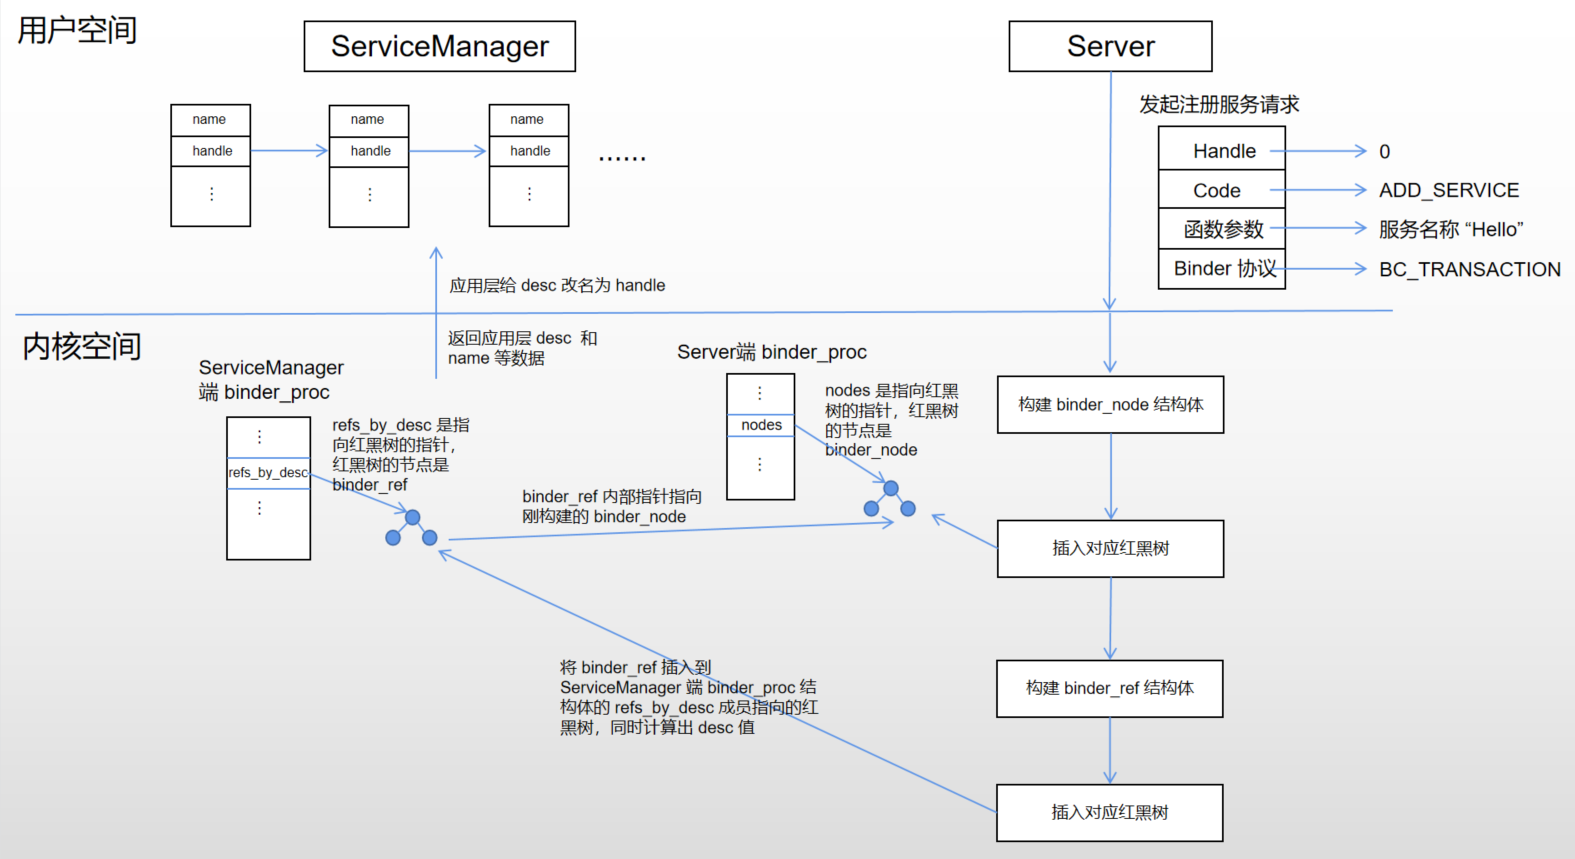 用户空间
ServiceManager
Server
name
handle
⋮
name
handle
⋮
name
handle
⋮
......
发起注册服务请求
Handle
0
Code
ADD_SERVICE
函数参数
服务名称 “Hello”
Binder 协议
BC_TRANSACTION
应用层给 desc 改名为 handle
内核空间
返回应用层 desc 和
name 等数据
ServiceManager
端 binder_proc
⋮
refs_by_desc
⋮
refs_by_desc 是指
向红黑树的指针，
红黑树的节点是
binder_ref
Server端 binder_proc
⋮
nodes
⋮
nodes 是指向红黑
树的指针，红黑树
的节点是
binder_node
binder_ref 内部指针指向
刚构建的 binder_node
构建 binder_node 结构体
插入对应红黑树
构建 binder_ref 结构体
插入对应红黑树
将 binder_ref 插入到
ServiceManager 端 binder_proc 结
构体的 refs_by_desc 成员指向的红
黑树，同时计算出 desc 值